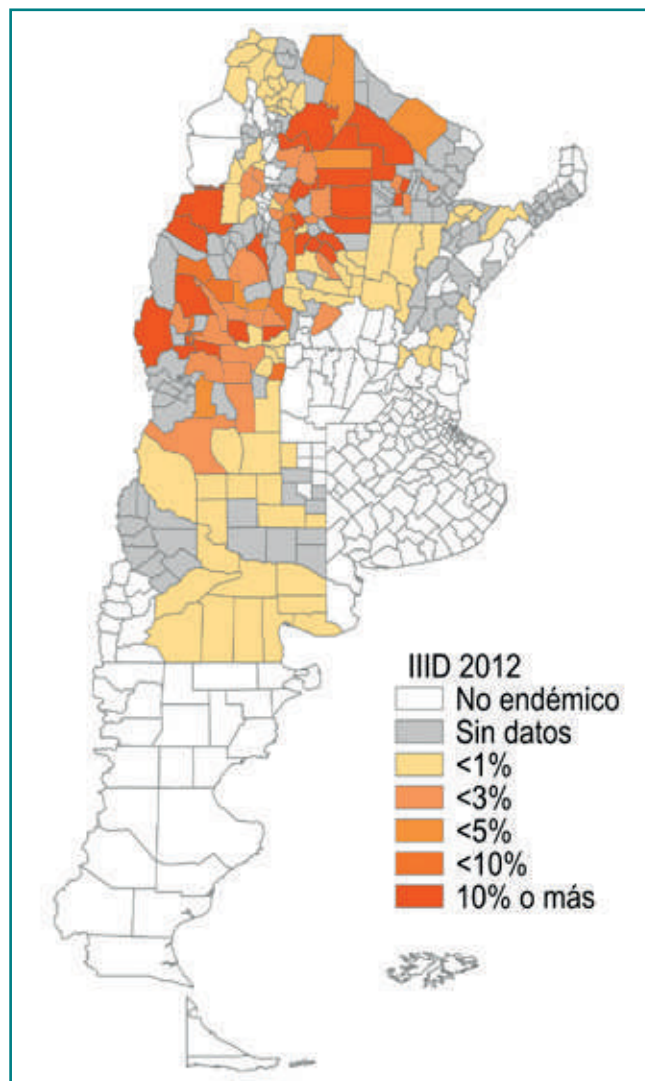 IIID 2012
No endémico
Sin datos
<1%
<3%
<5%
<10%
10% o más